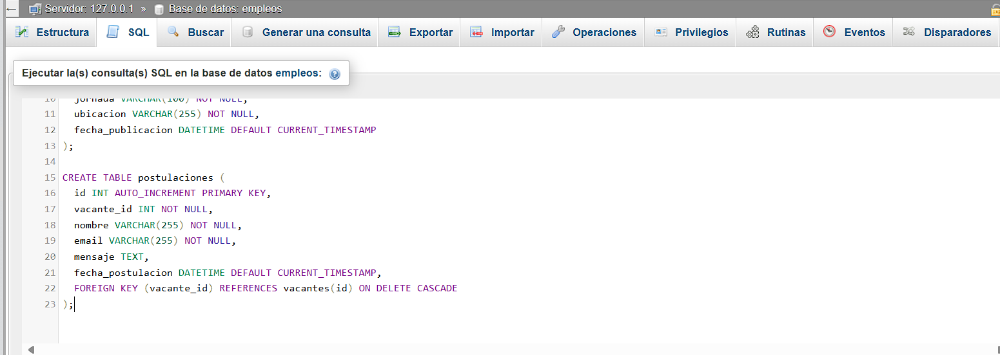 Servidor: 127.0.0.1 » Base de datos: empleos
Estructura SQL Buscar Generar una consulta Exportar Importar Operaciones Privilegios Rutinas Eventos Disparadores
Ejecutar la(s) consulta(s) SQL en la base de datos empleos:
10 jornada VARCHAR(100) NOT NULL,
11 ubicacion VARCHAR(255) NOT NULL,
12 fecha_publicacion DATETIME DEFAULT CURRENT_TIMESTAMP
13 );
14
15 CREATE TABLE postulaciones (
16 id INT AUTO_INCREMENT PRIMARY KEY,
17 vacante_id INT NOT NULL,
18 nombre VARCHAR(255) NOT NULL,
19 email VARCHAR(255) NOT NULL,
20 mensaje TEXT,
21 fecha_postulacion DATETIME DEFAULT CURRENT_TIMESTAMP,
22 FOREIGN KEY (vacante_id) REFERENCES vacantes(id) ON DELETE CASCADE
23 );